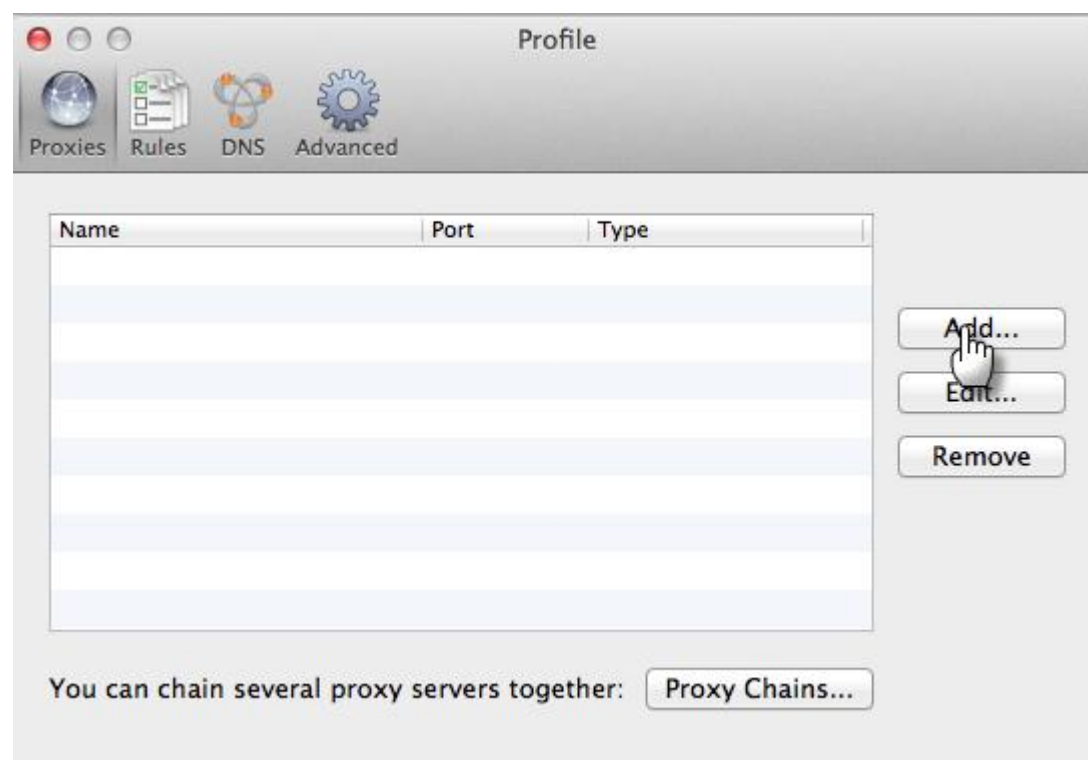 Profile
Proxies Rules DNS Advanced
Name Port Type
Add...
Edit...
Remove
You can chain several proxy servers together: Proxy Chains...